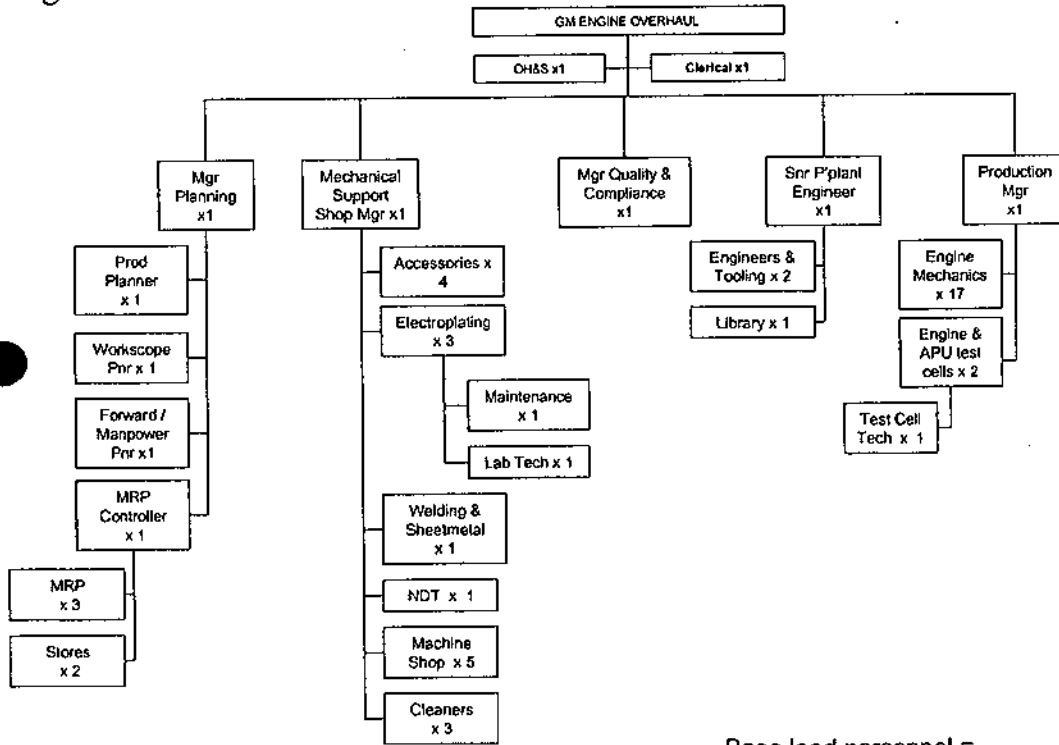 GM ENGINE OVERHAUL
OH&S x1
Clerical x1
Mgr
Planning
x1
Mechanical
Support
Shop Mgr x1
Mgr Quality &
Compliance
x1
Snr P'plant
Engineer
x1
Production
Mgr
x1
Prod
Planner
x 1
Workscope
Pnr x 1
Forward /
Manpower
Pnr x1
MRP
Controller
x 1
MRP
x 3
Stores
x 2
Accessories x
4
Electroplating
x 3
Maintenance
x 1
Lab Tech x 1
Welding &
Sheetmetal
x 1
NDT x 1
Machine
Shop x 5
Cleaners
x 3
Engineers &
Tooling x 2
Library x 1
Engine
Mechanics
x 17
Engine &
APU test
cells x 2
Test Cell
Tech x 1